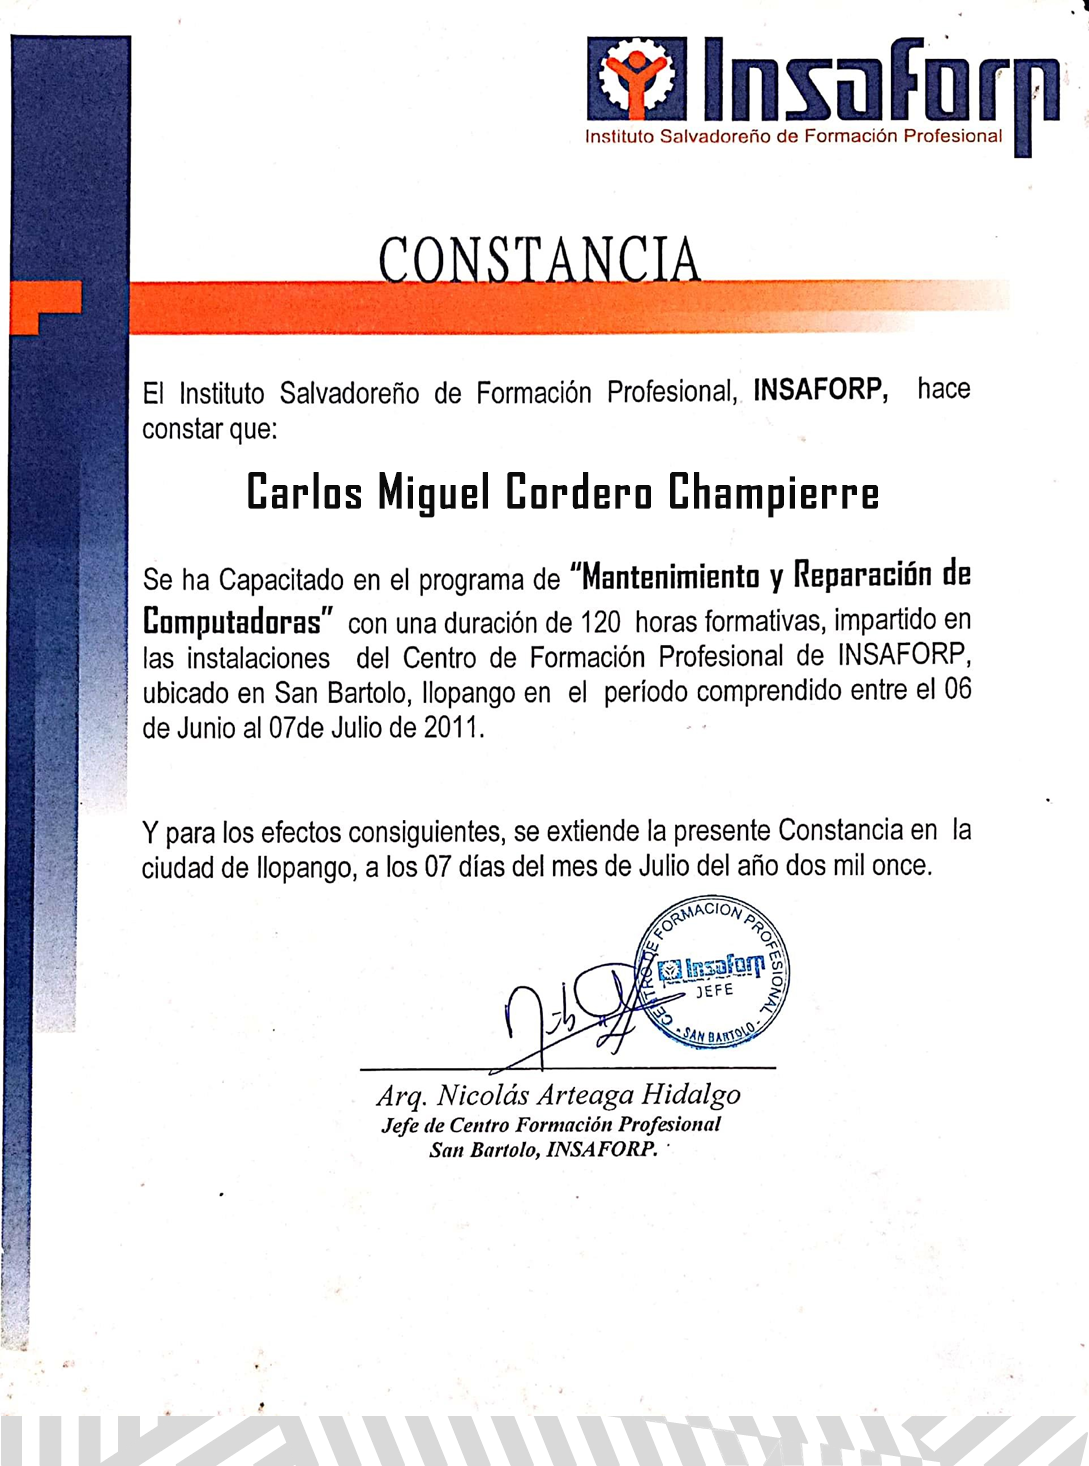 Insaforp
Instituto Salvadoreño de Formación Profesional
CONSTANCIA
El Instituto Salvadoreño de Formación Profesional, INSAFORP, hace
constar que:
Carlos Miguel Cordero Champierre
Se ha Capacitado en el programa de “Mantenimiento y Reparación de
Computadoras” con una duración de 120 horas formativas, impartido en
las instalaciones del Centro de Formación Profesional de INSAFORP,
ubicado en San Bartolo, Ilopango en el período comprendido entre el 06
de Junio al 07de Julio de 2011.
Y para los efectos consiguientes, se extiende la presente Constancia en la
ciudad de Ilopango, a los 07 días del mes de Julio del año dos mil once.
CENTRO DE FORMACION PROFESIONAL
Insaforp
JEFE
- SAN BARTOLO -
Arq. Nicolás Arteaga Hidalgo
Jefe de Centro Formación Profesional
San Bartolo, INSAFORP.